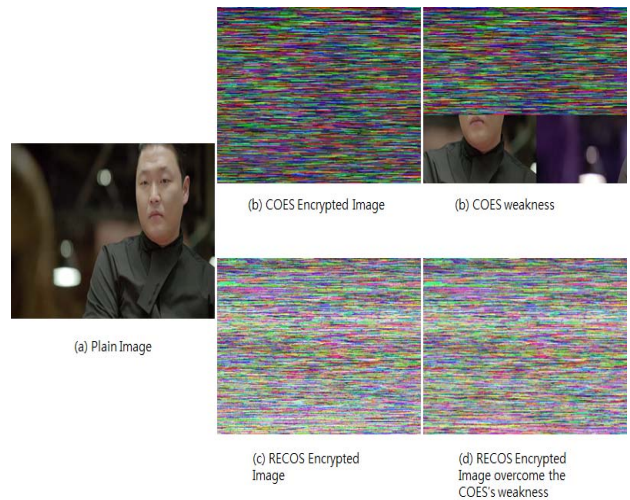 (b) COES Encrypted Image
(b) COES weakness
(a) Plain Image
(c) RECOS Encrypted
Image
(d) RECOS Encrypted
Image overcome the
COES's weakness